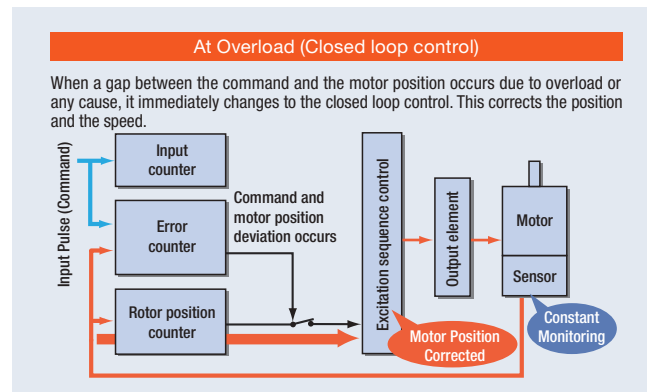 At Overload (Closed loop control)
When a gap between the command and the motor position occurs due to overload or
any cause, it immediately changes to the closed loop control. This corrects the position
and the speed.
Input Pulse (Command)
Input
counter
Error
counter
Rotor position
counter
Command and
motor position
deviation occurs
Excitation sequence control
Output element
Motor
Sensor
Motor Position
Corrected
Constant
Monitoring